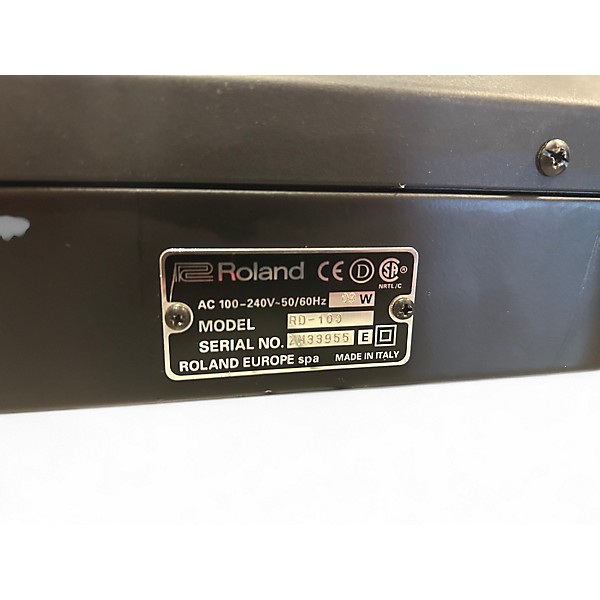 Roland CE D SA®
NRTL/C
AC 100-240V~50/60Hz W
MODEL RD-100
SERIAL NO. E
ROLAND EUROPE spa MADE IN ITALY